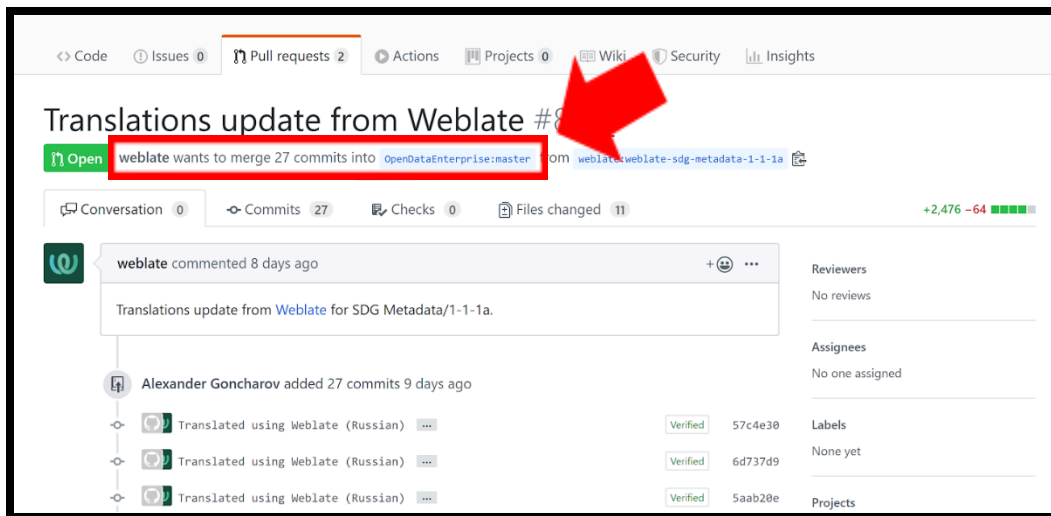 Code Issues 0 Pull requests 2 Actions Projects 0 Wiki Security Insights
Translations update from Weblate #
Open weblate wants to merge 27 commits into OpenDataEnterprise:master from weblate:weblate-sdg-metadata-1-1-1a
Conversation 0 Commits 27 Checks 0 Files changed 11 +2,476 −64
weblate commented 8 days ago
Translations update from Weblate for SDG Metadata/1-1-1a.
Alexander Goncharov added 27 commits 9 days ago
Translated using Weblate (Russian) ... Verified 57c4e30
Translated using Weblate (Russian) ... Verified 6d737d9
Translated using Weblate (Russian) ... Verified 5aab20e
Reviewers
No reviews
Assignees
No one assigned
Labels
None yet
Projects